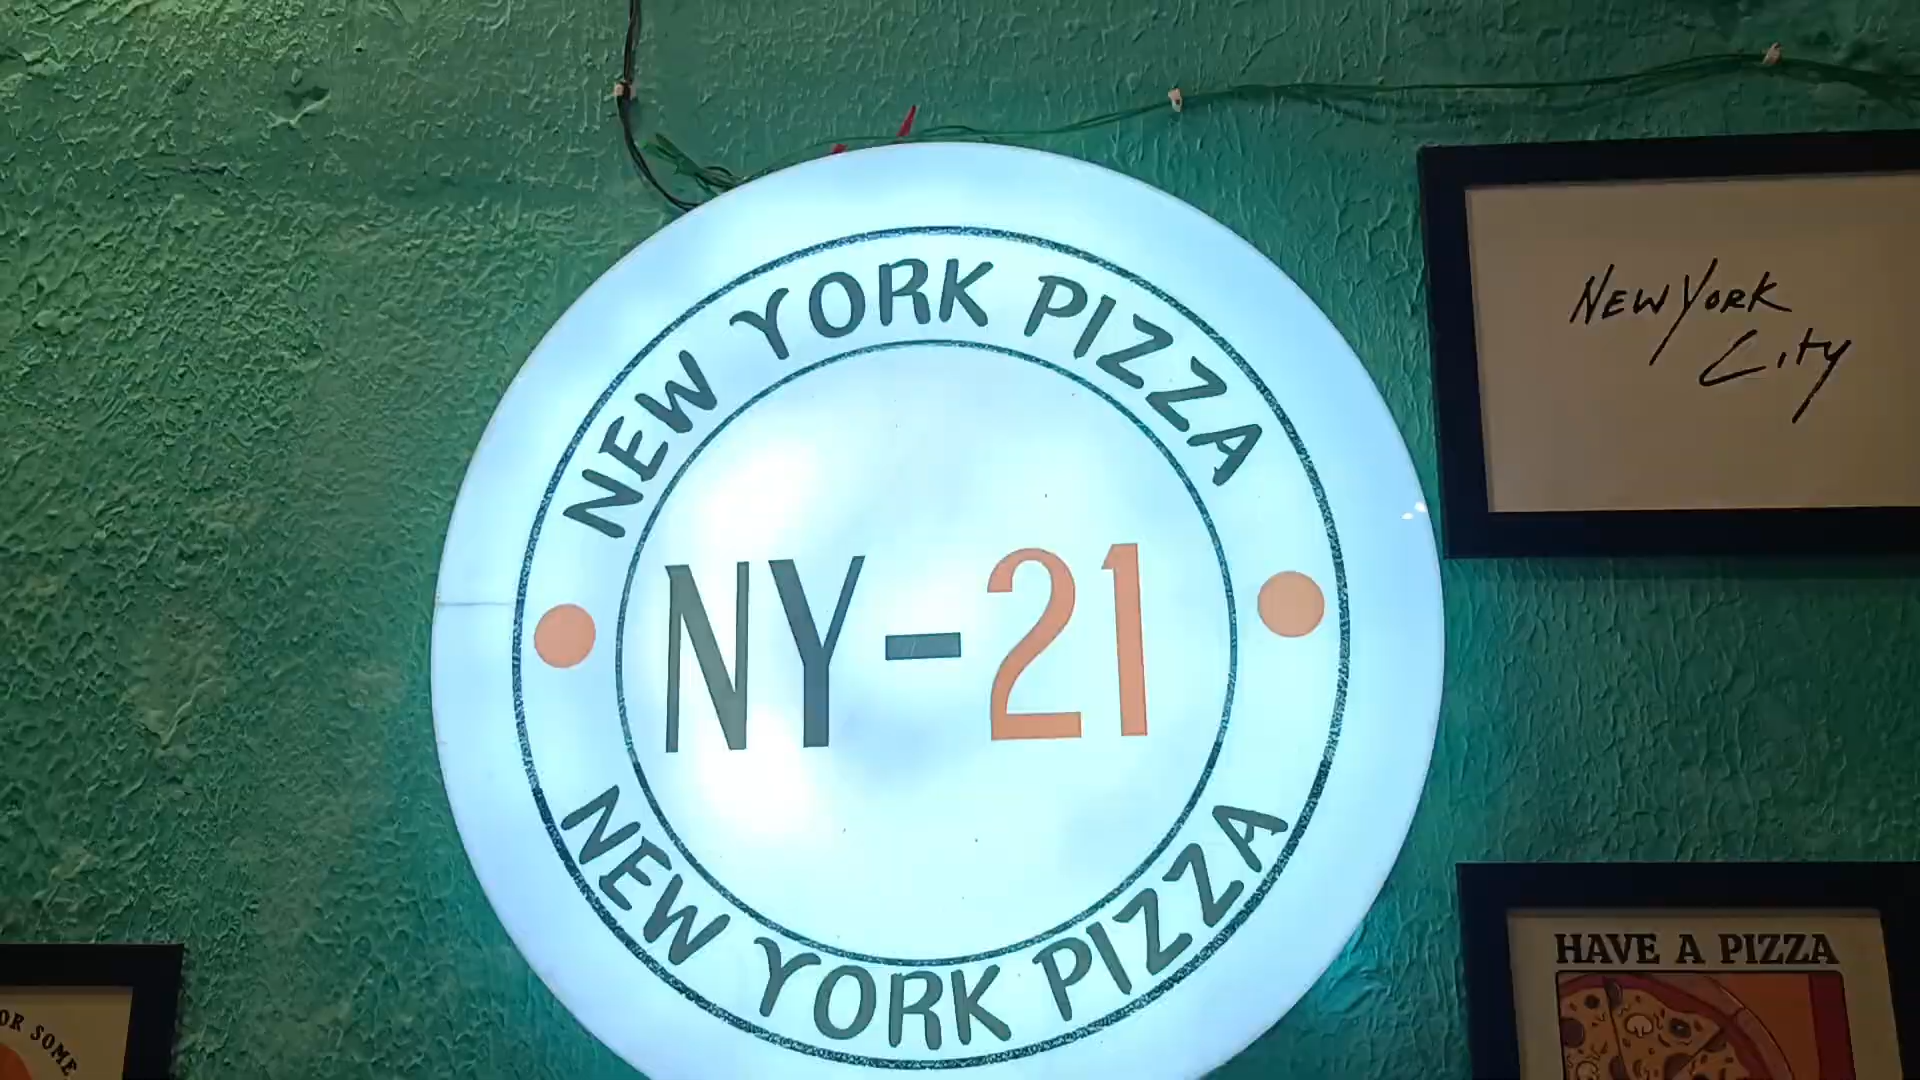 NEW YORK PIZZA
NY-21
NEW YORK PIZZA
NEW YORK
CITY
HAVE A PIZZA
OR SOME